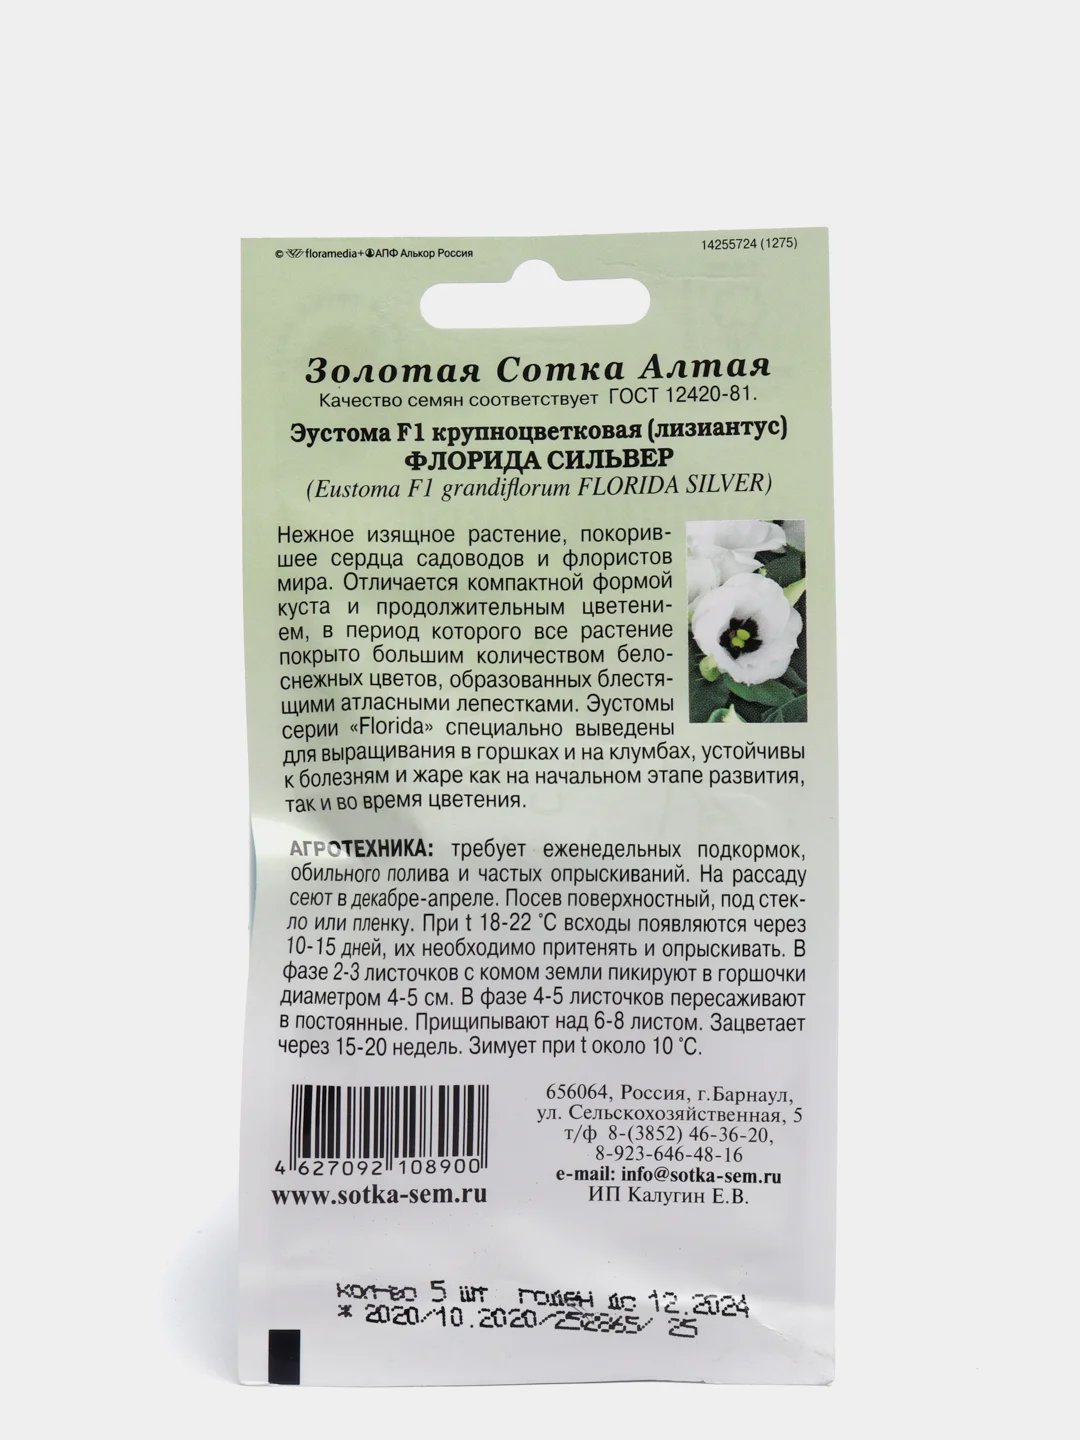 © floramedia+ АПФ Алькор Россия
14255724 (1275)
Золотая Сотка Алтая
Качество семян соответствует ГОСТ 12420-81.
Эустома F1 крупноцветковая (лизиантус)
ФЛОРИДА СИЛЬВЕР
(Eustoma F1 grandiflorum FLORIDA SILVER)
Нежное изящное растение, покорив-
шее сердца садоводов и флористов
мира. Отличается компактной формой
куста и продолжительным цветени-
ем, в период которого все растение
покрыто большим количеством бело-
снежных цветов, образованных блестя-
щими атласными лепестками. Эустомы
серии «Florida» специально выведены
для выращивания в горшках и на клумбах, устойчивы
к болезням и жаре как на начальном этапе развития,
так и во время цветения.
АГРОТЕХНИКА: требует еженедельных подкормок,
обильного полива и частых опрыскиваний. На рассаду
сеют в декабре-апреле. Посев поверхностный, под стек-
ло или пленку. При t 18-22 °С всходы появляются через
10-15 дней, их необходимо притенять и опрыскивать. В
фазе 2-3 листочков с комом земли пикируют в горшочки
диаметром 4-5 см. В фазе 4-5 листочков пересаживают
в постоянные. Прищипывают над 6-8 листом. Зацветает
через 15-20 недель. Зимует при t около 10 °С.
4 627092 108900
www.sotka-sem.ru
656064, Россия, г.Барнаул,
ул. Сельскохозяйственная, 5
т/ф 8-(3852) 46-36-20,
8-923-646-48-16
e-mail: info@sotka-sem.ru
ИП Калугин Е.В.
кол-во 5 шт годен до 12.2024
* 2020/10.2020/252865/ 25